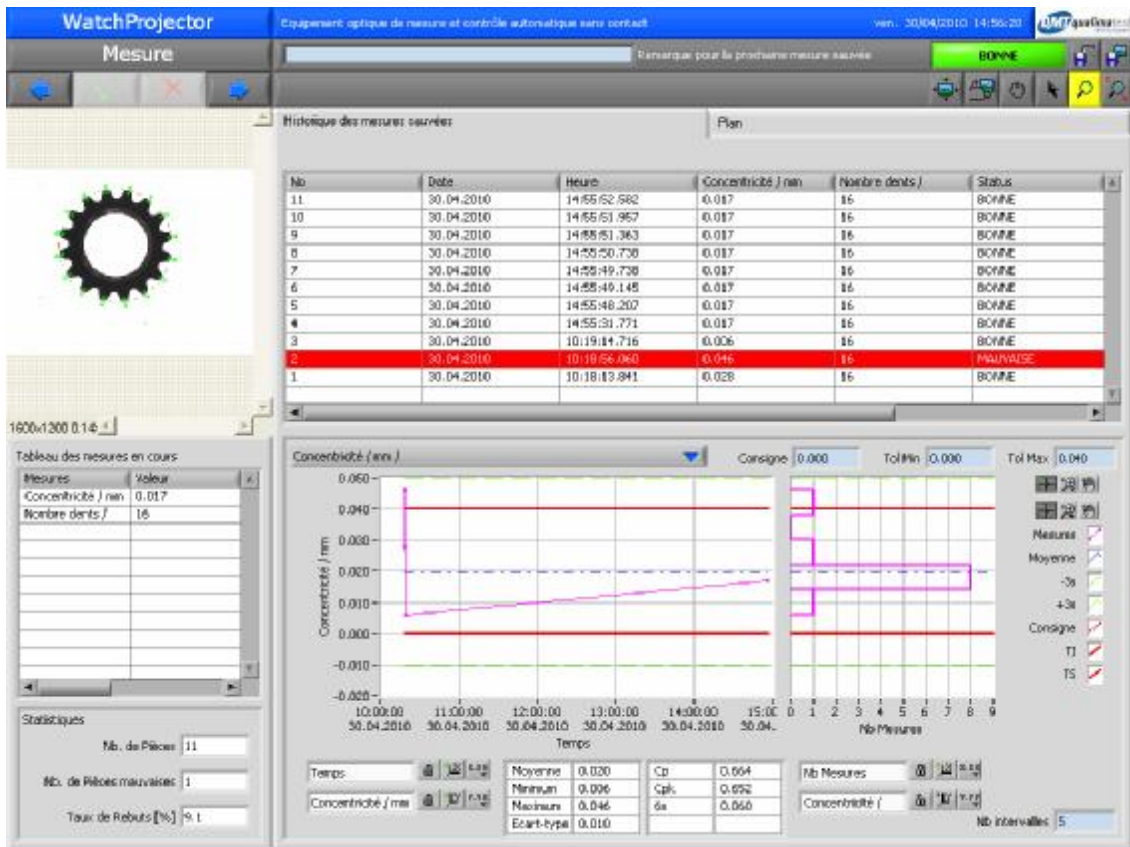 WatchProjector
Equipement optique de mesure et contrôle automatique sans contact
ven. 30/04/2010 14:56:20
Mesure
Remarque pour la prochaine mesure sauvée
BONNE
Historique des mesures sauvées
Plan
No Date Heure Concentricité / mm Nombre dents / Status
11 30.04.2010 14:55:52.582 0.017 16 BONNE
10 30.04.2010 14:55:51.957 0.017 16 BONNE
9 30.04.2010 14:55:51.363 0.017 16 BONNE
8 30.04.2010 14:55:50.738 0.017 16 BONNE
7 30.04.2010 14:55:49.738 0.017 16 BONNE
6 30.04.2010 14:55:49.145 0.017 16 BONNE
5 30.04.2010 14:55:48.207 0.017 16 BONNE
4 30.04.2010 14:55:31.771 0.017 16 BONNE
3 30.04.2010 10:19:14.716 0.006 16 BONNE
2 30.04.2010 10:18:56.060 0.046 16 MAUVAISE
1 30.04.2010 10:18:13.841 0.028 16 BONNE
1600x1200
Tableau des mesures en cours
Mesures Valeur
Concentricité / mm 0.017
Nombre dents / 16
Concentricité (mm )
Consigne 0.000
Tol Min 0.000
Tol Max 0.040
Concentricité / mm
0.050
0.040
0.030
0.020
0.010
0.000
-0.010
-0.020
10:00:00 11:00:00 12:00:00 13:00:00 14:00:00
30.04.2010 30.04.2010 30.04.2010 30.04.2010 30.04.2010 30.04.
Temps
0 1 2 3 4 5 6 7 8 9
Nb Mesures
Mesures
Moyenne
-3s
+3s
Consigne
TI
TS
Statistiques
Nb. de Pièces 11
Nb. de Pièces mauvaises 1
Taux de Rebuts [%] 9.1
Temps
Concentricité / mm
Moyenne 0.020 Cp 0.664
Minimum 0.006 Cpk 0.652
Maximum 0.046 6s 0.060
Ecart-type 0.010
Nb Mesures
Concentricité /
Nb intervalles 5